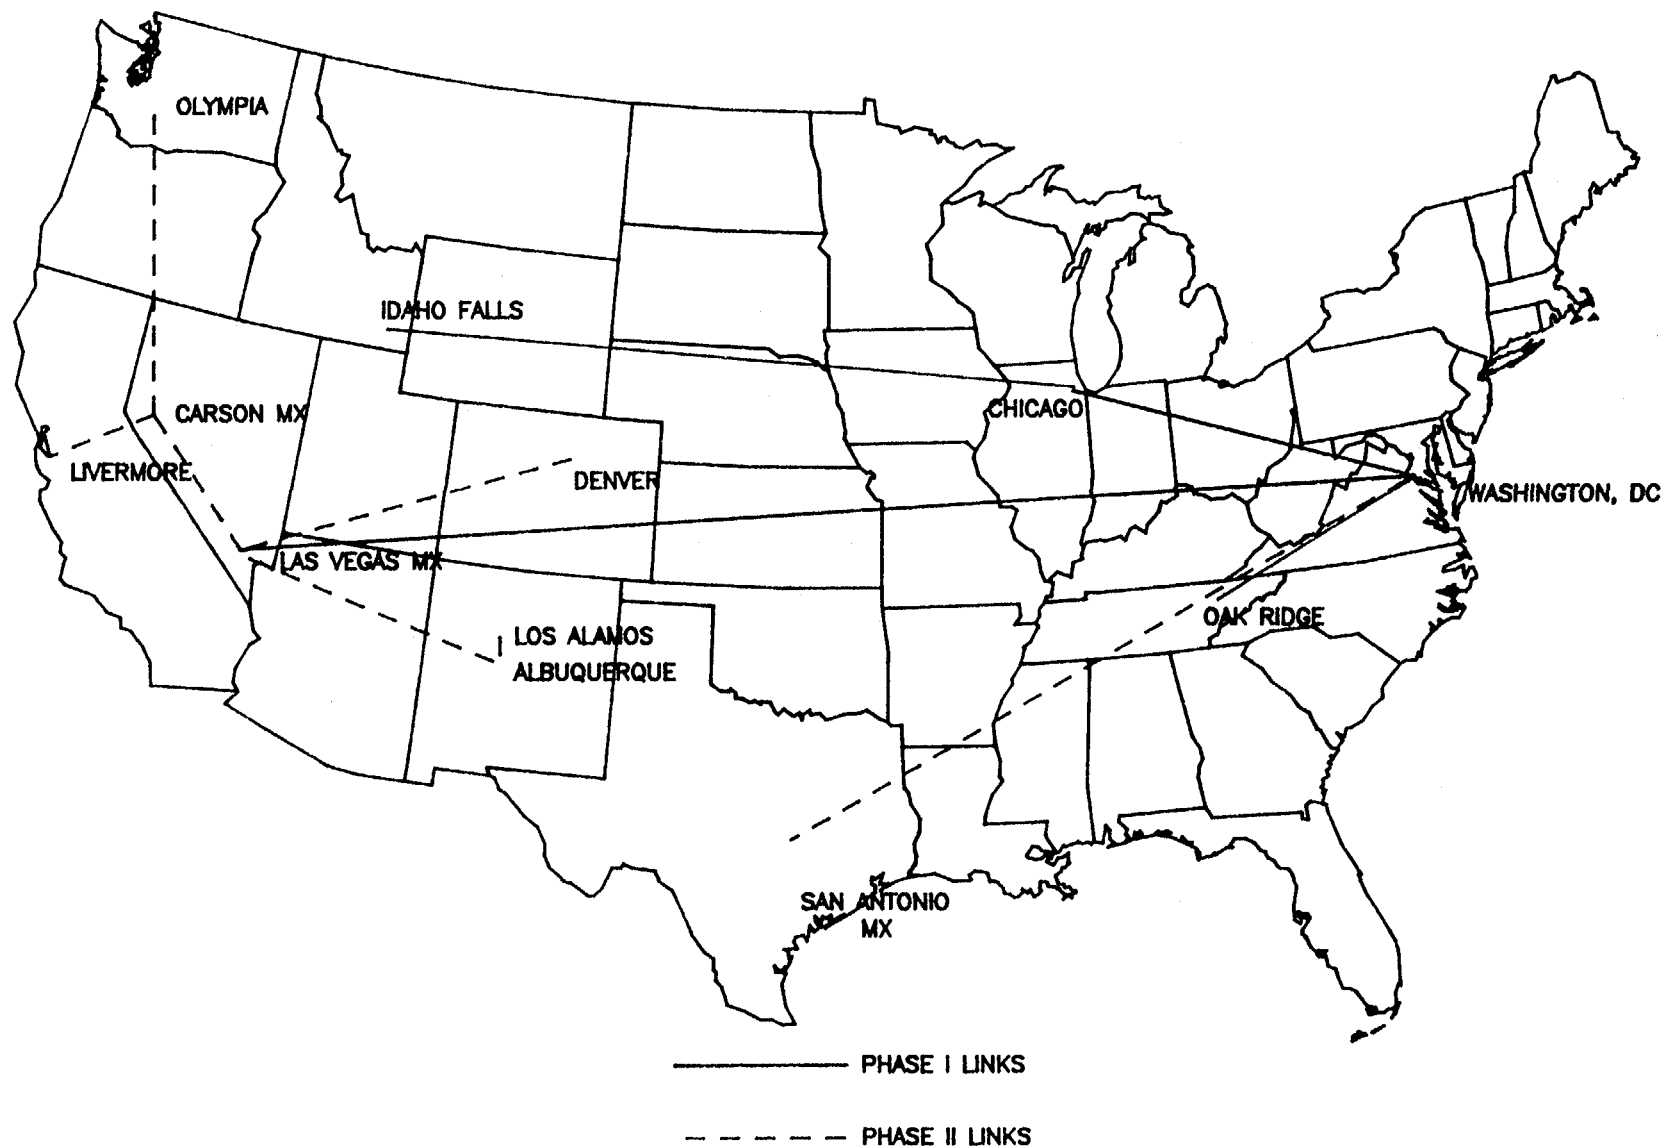 OLYMPIA
IDAHO FALLS
CARSON MX
CHICAGO
LIVERMORE
DENVER
WASHINGTON, DC
LAS VEGAS MX
OAK RIDGE
LOS ALAMOS
ALBUQUERQUE
SAN ANTONIO
MX
PHASE I LINKS
PHASE II LINKS